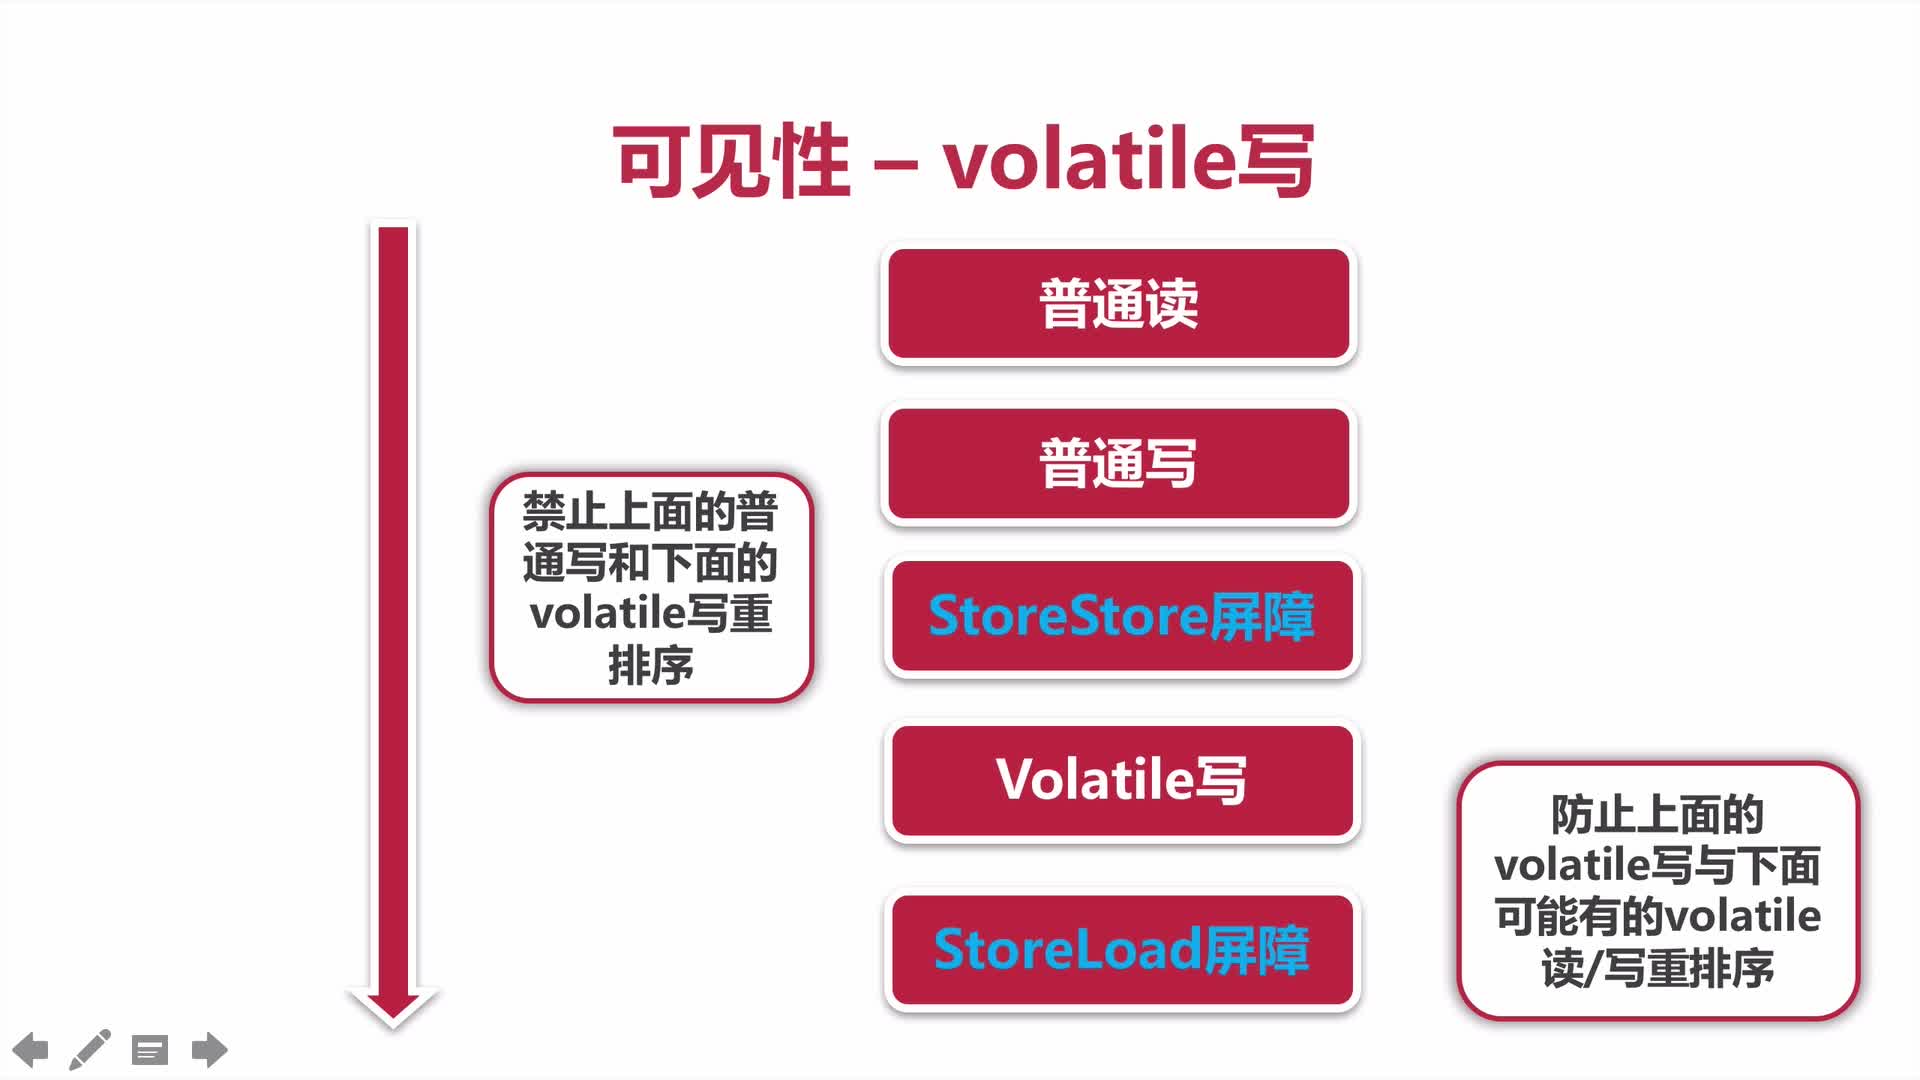 可见性 – volatile写
普通读
普通写
禁止上面的普
通写和下面的
volatile写重
排序
StoreStore屏障
Volatile写
StoreLoad屏障
防止上面的
volatile写与下面
可能有的volatile
读/写重排序